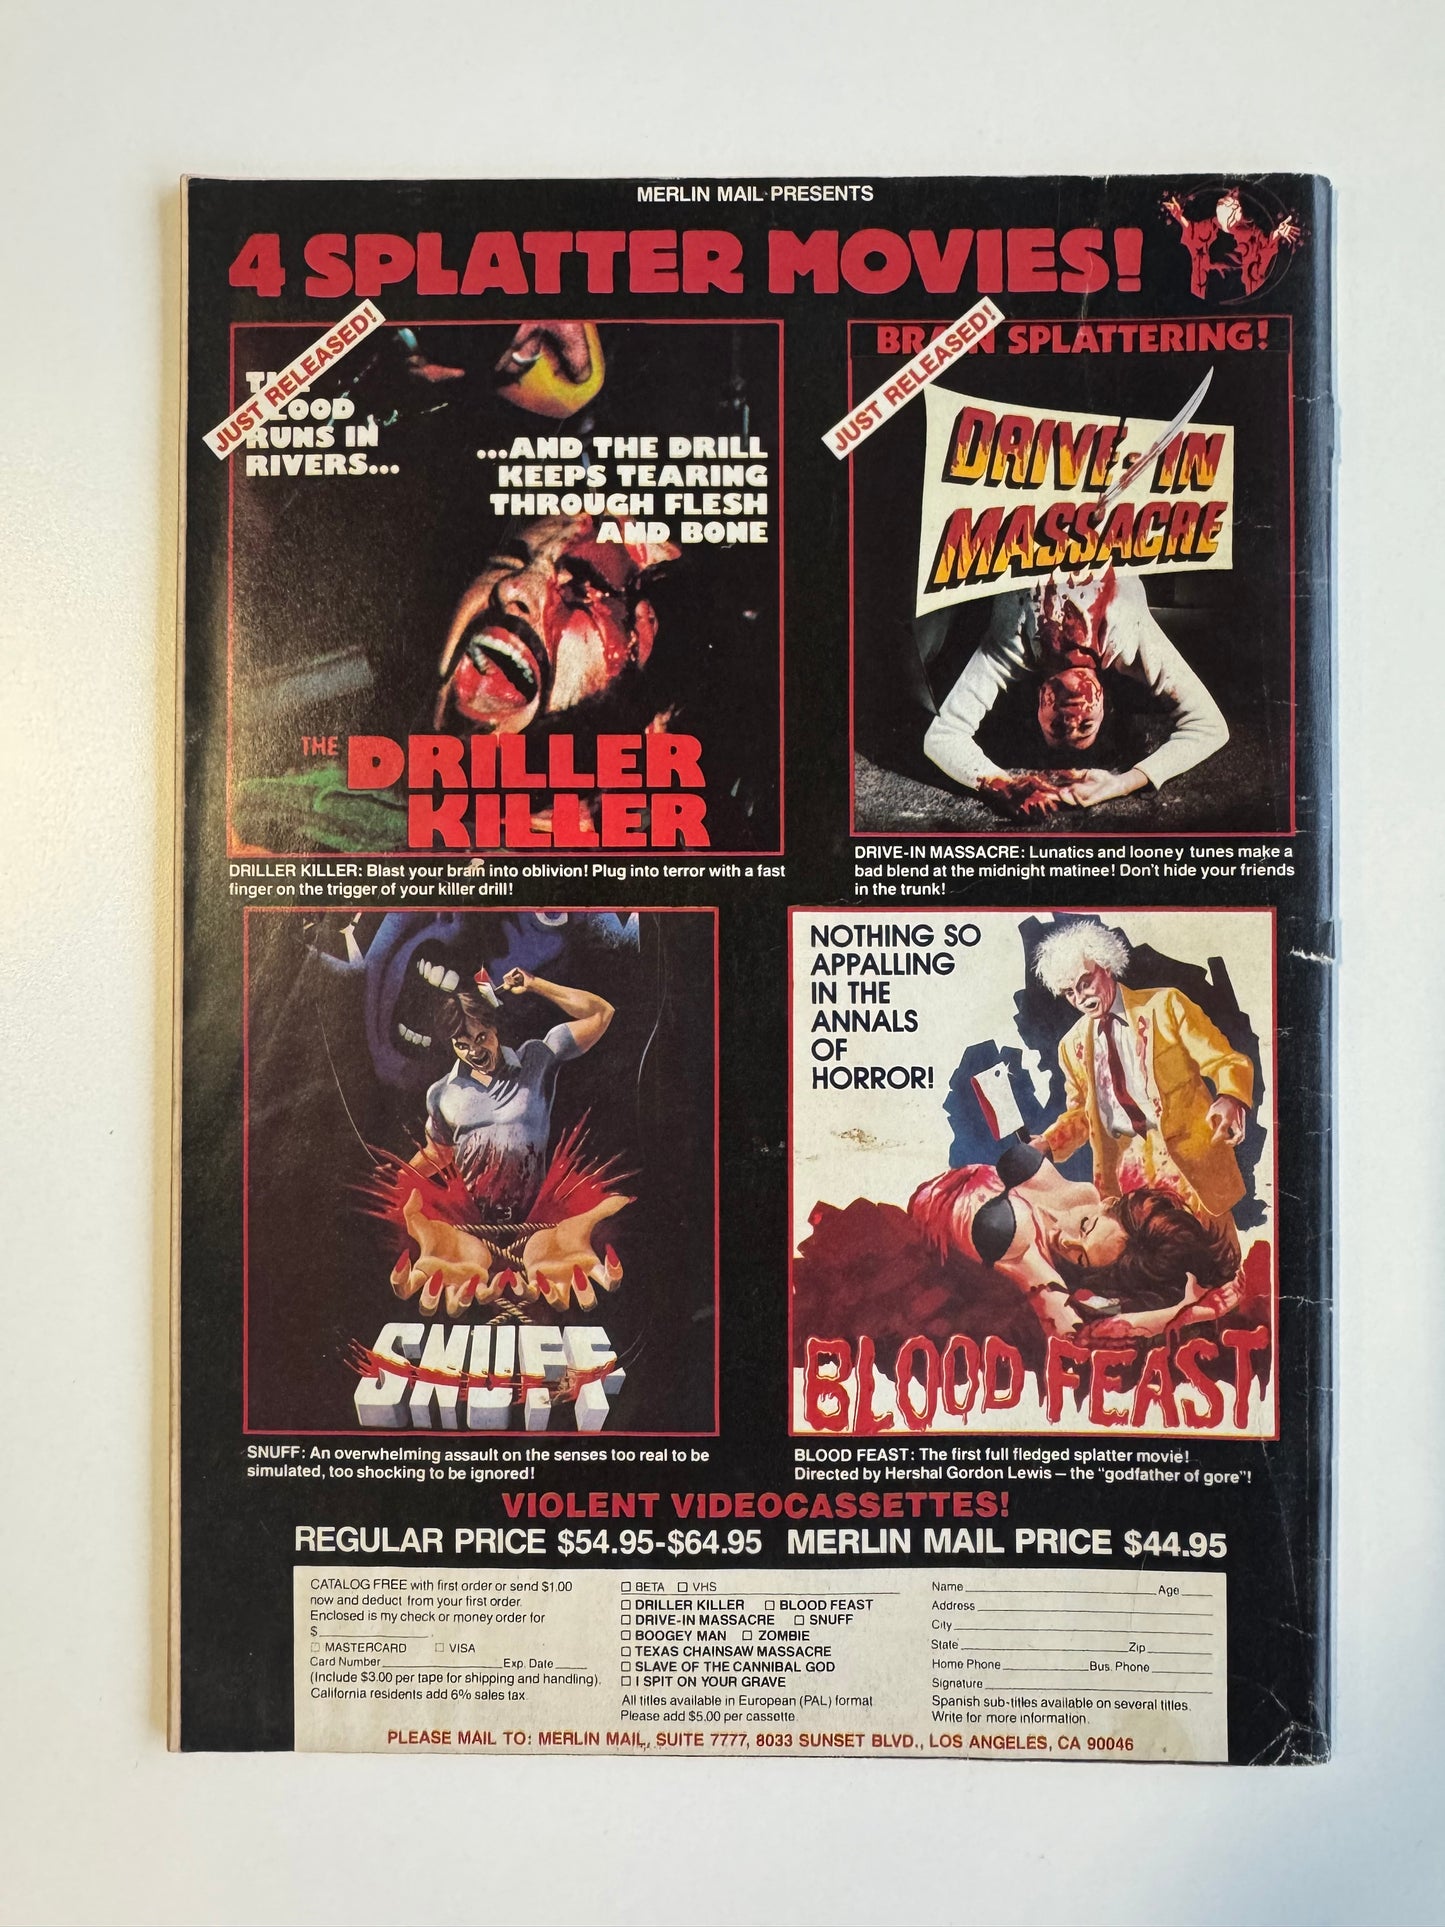 MERLIN MAIL PRESENTS
4 SPLATTER MOVIES!
JUST RELEASED!
BLOOD
RUNS IN
RIVERS...
...AND THE DRILL
KEEPS TEARING
THROUGH FLESH
AND BONE
THE DRILLER
KILLER
DRILLER KILLER: Blast your brain into oblivion! Plug into terror with a fast
finger on the trigger of your killer drill!
JUST RELEASED!
BRAIN SPLATTERING!
DRIVE-IN
MASSACRE
DRIVE-IN MASSACRE: Lunatics and looney tunes make a
bad blend at the midnight matinee! Don't hide your friends
in the trunk!
SNUFF
SNUFF: An overwhelming assault on the senses too real to be
simulated, too shocking to be ignored!
NOTHING SO
APPALLING
IN THE
ANNALS
OF
HORROR!
BLOOD FEAST
BLOOD FEAST: The first full fledged splatter movie!
Directed by Hershal Gordon Lewis — the "godfather of gore"!
VIOLENT VIDEOCASSETTES!
REGULAR PRICE $54.95-$64.95 MERLIN MAIL PRICE $44.95
CATALOG FREE with first order or send $1.00
now and deduct from your first order.
Enclosed is my check or money order for
$
MASTERCARD VISA
Card Number Exp. Date
(Include $3.00 per tape for shipping and handling).
California residents add 6% sales tax.
BETA VHS
DRILLER KILLER BLOOD FEAST
DRIVE-IN MASSACRE SNUFF
BOOGEY MAN ZOMBIE
TEXAS CHAINSAW MASSACRE
SLAVE OF THE CANNIBAL GOD
I SPIT ON YOUR GRAVE
All titles available in European (PAL) format
Please add $5.00 per cassette.
Name Age
Address
City
State Zip
Home Phone Bus. Phone
Signature
Spanish sub-titles available on several titles.
Write for more information.
PLEASE MAIL TO: MERLIN MAIL, SUITE 7777, 8033 SUNSET BLVD., LOS ANGELES, CA 90046